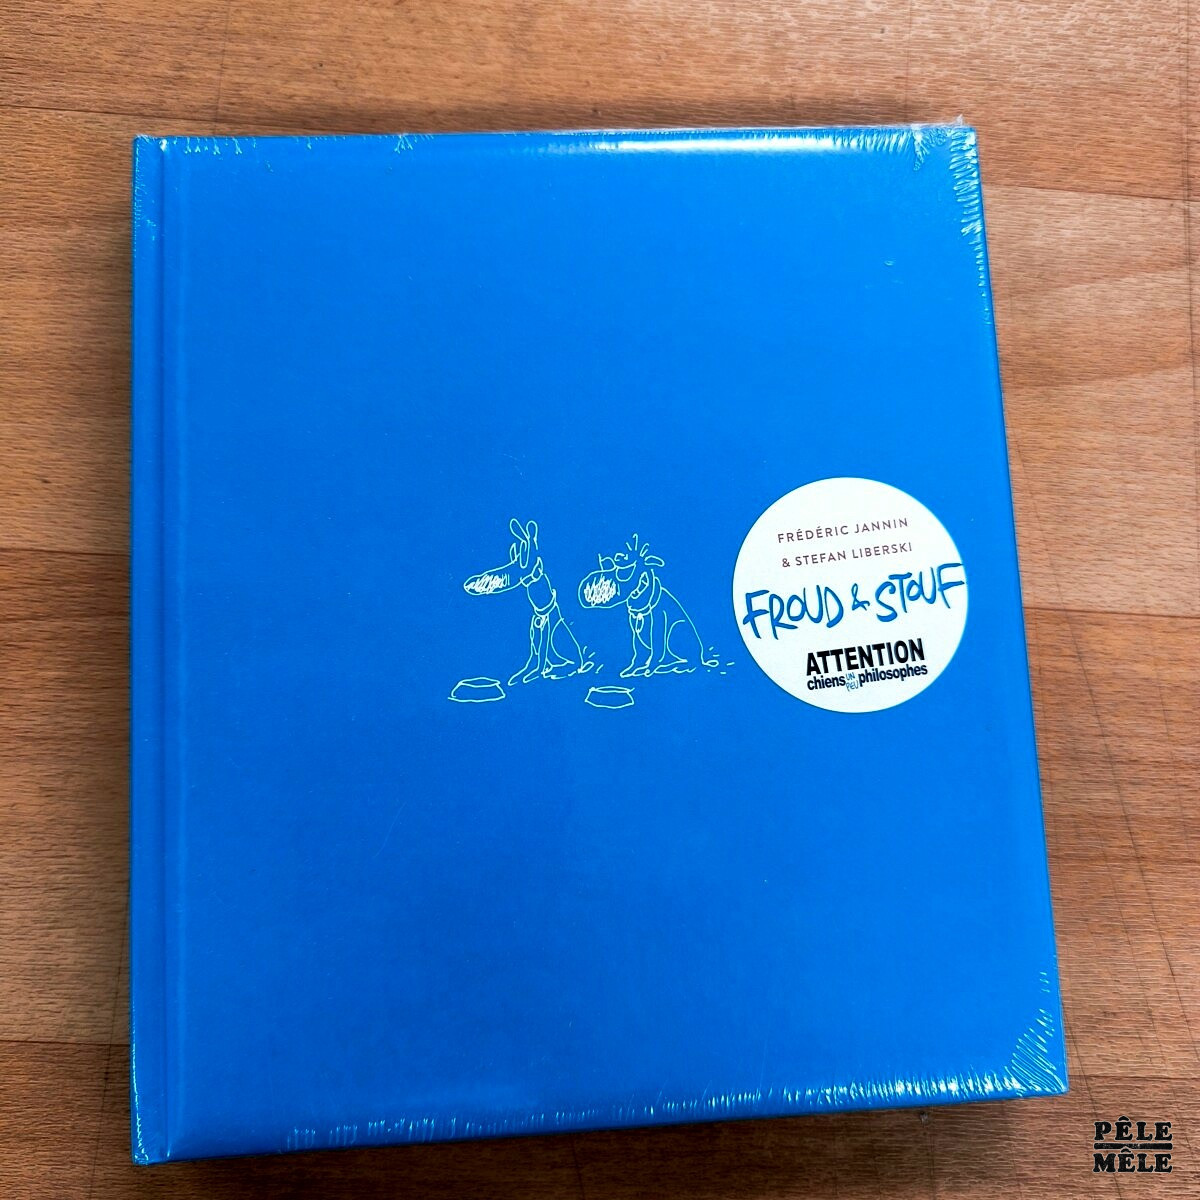 FRÉDÉRIC JANNIN
& STEFAN LIBERSKI
FROUD & STOUF
ATTENTION
chiens UN PEU philosophes
PÊLE
MÊLE